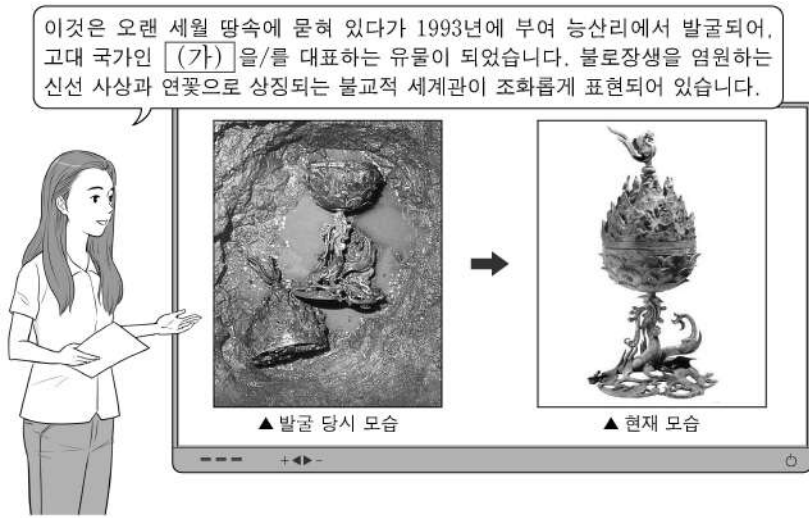 이것은 오랜 세월 땅속에 묻혀 있다가 1993년에 부여 능산리에서 발굴되어,
고대 국가인 (가) 을/를 대표하는 유물이 되었습니다. 불로장생을 염원하는
신선 사상과 연꽃으로 상징되는 불교적 세계관이 조화롭게 표현되어 있습니다.
▲ 발굴 당시 모습
▲ 현재 모습